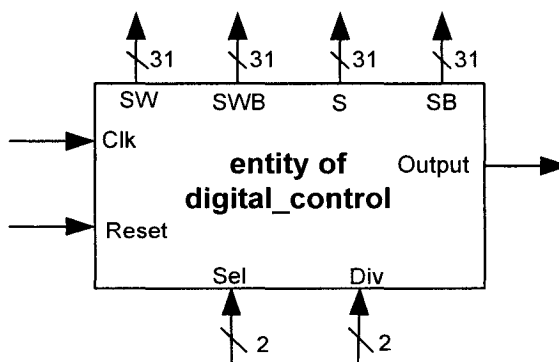 31 31 31 31
SW SWB S SB
Clk
entity of
digital_control
Output
Reset
Sel Div
2 2